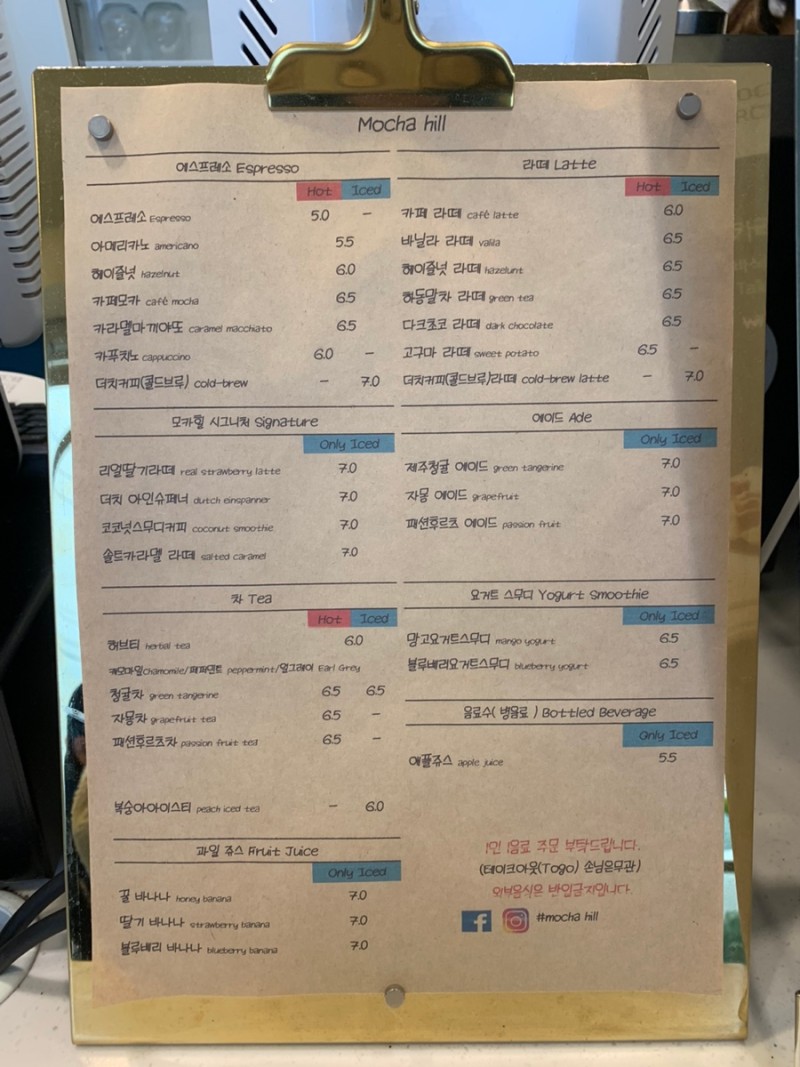 Mocha hill
에스프레소 Espresso
Hot Iced
에스프레소 Espresso 5.0 -
아메리카노 americano 5.5
헤이즐넛 hazelnut 6.0
카페모카 café mocha 6.5
카라멜마끼아또 caramel macchiato 6.5
카푸치노 cappuccino 6.0 -
더치커피(콜드브루) cold-brew - 7.0
라떼 Latte
Hot Iced
카페 라떼 café latte 6.0
바닐라 라떼 valila 6.5
헤이즐넛 라떼 hazelunt 6.5
하동말차 라떼 green tea 6.5
다크초코 라떼 dark chocolate 6.5
고구마 라떼 sweet potato 6.5 -
더치커피(콜드브루)라떼 cold-brew latte - 7.0
모카힐 시그니처 Signature
Only Iced
리얼딸기라떼 real strawberry latte 7.0
더치 아인슈페너 dutch einspanner 7.0
코코넛스무디커피 coconut smoothie 7.0
솔트카라멜 라떼 salted caramel 7.0
에이드 Ade
Only Iced
제주청귤 에이드 green tangerine 7.0
자몽 에이드 grapefruit 7.0
패션후르츠 에이드 passion fruit 7.0
차 Tea
Hot Iced
허브티 herbal tea 6.0
캐모마일Chamomile/페퍼민트 peppermint/얼그레이 Earl Grey
청귤차 green tangerine 6.5 6.5
자몽차 grapefruit tea 6.5 -
패션후르츠차 passion fruit tea 6.5 -
복숭아아이스티 peach iced tea - 6.0
요거트 스무디 Yogurt Smoothie
Only Iced
망고요거트스무디 mango yogurt 6.5
블루베리요거트스무디 blueberry yogurt 6.5
음료수( 병음료 ) Bottled Beverage
Only Iced
애플쥬스 apple juice 5.5
과일 쥬스 Fruit Juice
Only Iced
꿀 바나나 honey banana 7.0
딸기 바나나 strawberry banana 7.0
블루베리 바나나 blueberry banana 7.0
1인 1음료 주문 부탁드립니다.
(테이크아웃(Togo) 손님은무관)
외부음식은 반입금지입니다.
#mocha hill